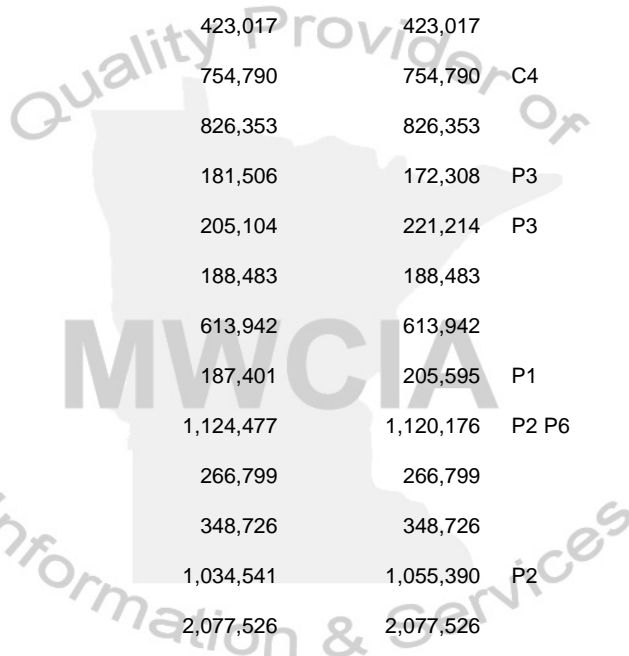 423,017 423,017
754,790 754,790 C4
826,353 826,353
181,506 172,308 P3
205,104 221,214 P3
188,483 188,483
613,942 613,942
187,401 205,595 P1
1,124,477 1,120,176 P2 P6
266,799 266,799
348,726 348,726
1,034,541 1,055,390 P2
2,077,526 2,077,526
Quality Provider of
MWCIA
Information & Services